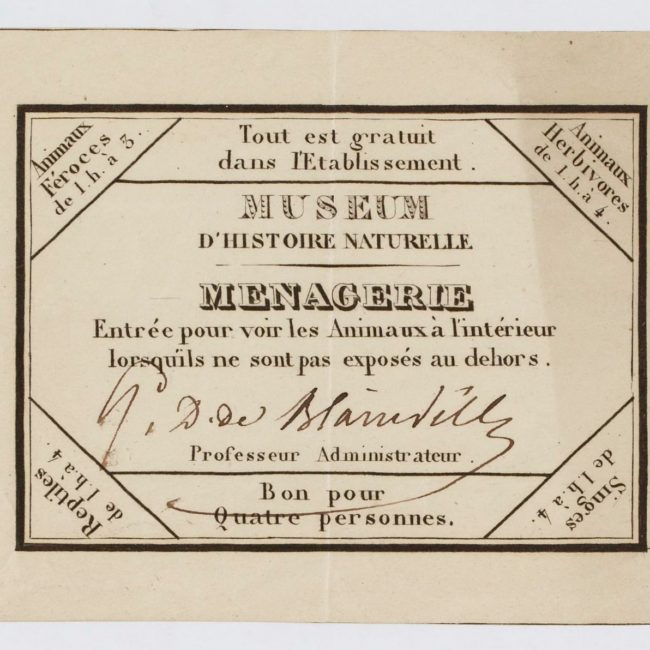 Animaux
Féroces
de 1.h.à 3.
Tout est gratuit
dans l'Etablissement.
Animaux
Herbivores
de 1.h.à 4.
MUSEUM
D'HISTOIRE NATURELLE
MENAGERIE
Entrée pour voir les Animaux à l'intérieur
lorsqu'ils ne sont pas exposés au dehors.
D. de Blainville
Professeur Administrateur.
Reptiles
de 1 h.à 4
Bon pour
Quatre personnes.
Singes
de 1 h. à 4.